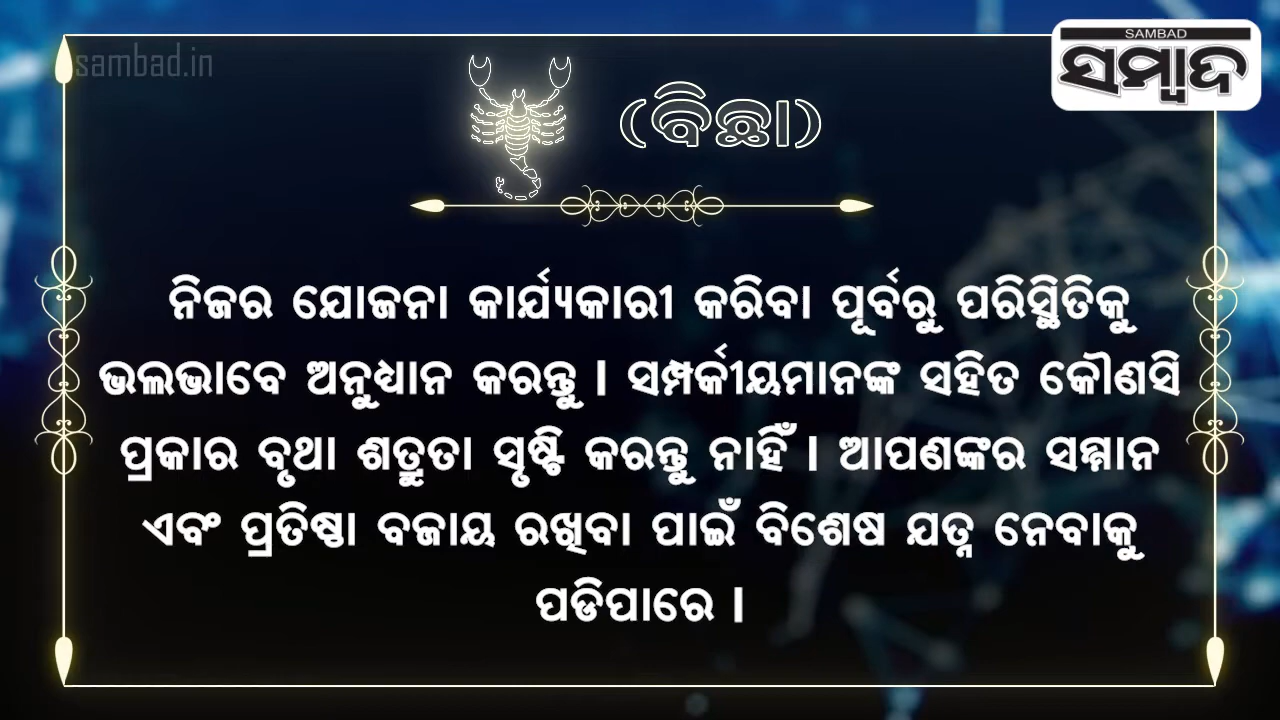 sambad.in
SAMBAD
ସମ୍ବାଦ
(ବିଛା)
ନିଜର ଯୋଜନା କାର୍ଯ୍ୟକାରୀ କରିବା ପୂର୍ବରୁ ପରିସ୍ଥିତିକୁ
ଭଲଭାବେ ଅନୁଧ୍ୟାନ କରନ୍ତୁ । ସମ୍ପର୍କୀୟମାନଙ୍କ ସହିତ କୌଣସି
ପ୍ରକାର ବୃଥା ଶତ୍ରୁତା ସୃଷ୍ଟି କରନ୍ତୁ ନାହିଁ । ଆପଣଙ୍କର ସମ୍ମାନ
ଏବଂ ପ୍ରତିଷ୍ଠା ବଜାୟ ରଖିବା ପାଇଁ ବିଶେଷ ଯତ୍ନ ନେବାକୁ
ପଡିପାରେ ।